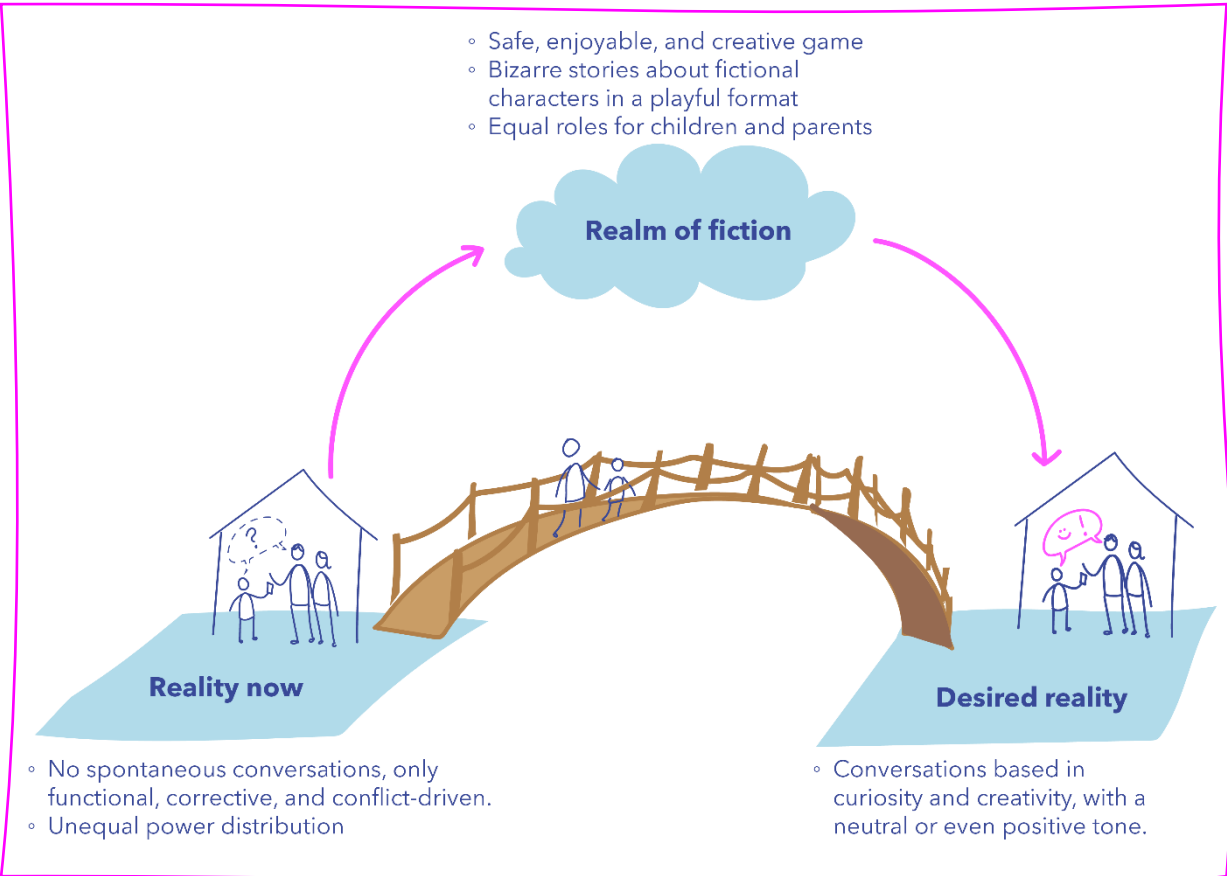 ◦ Safe, enjoyable, and creative game
◦ Bizarre stories about fictional
characters in a playful format
◦ Equal roles for children and parents
Realm of fiction
?
!
Reality now
Desired reality
◦ No spontaneous conversations, only
functional, corrective, and conflict-driven.
◦ Unequal power distribution
◦ Conversations based in
curiosity and creativity, with a
neutral or even positive tone.